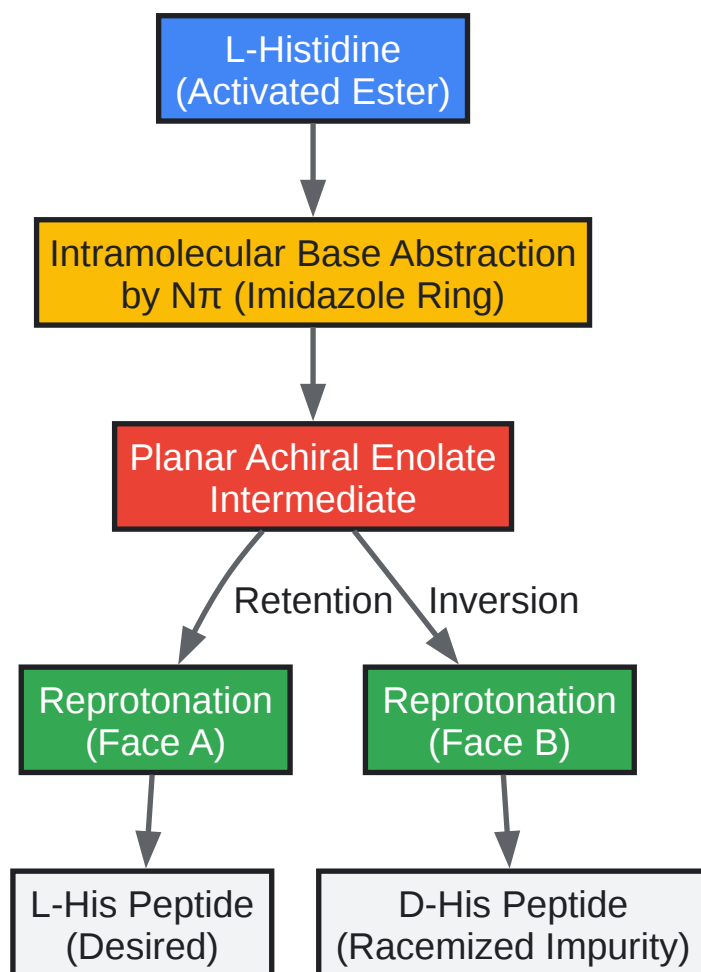 L-Histidine
(Activated Ester)
Intramolecular Base Abstraction
by Nπ (Imidazole Ring)
Planar Achiral Enolate
Intermediate
Retention
Inversion
Reprotonation
(Face A)
Reprotonation
(Face B)
L-His Peptide
(Desired)
D-His Peptide
(Racemized Impurity)